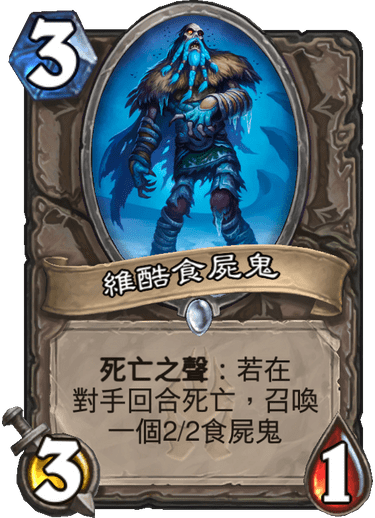 3
維酷食屍鬼
死亡之聲：若在
對手回合死亡，召喚
一個2/2食屍鬼
3
1